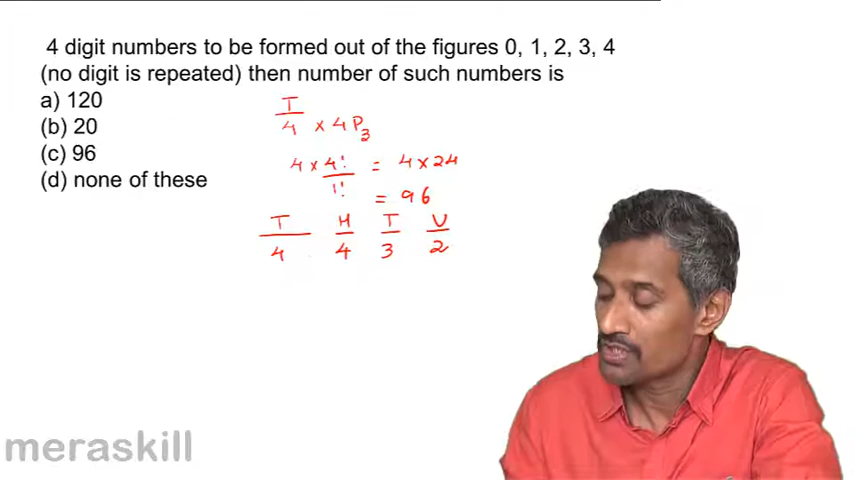 4 digit numbers to be formed out of the figures 0, 1, 2, 3, 4
(no digit is repeated) then number of such numbers is
a) 120
(b) 20
(c) 96
(d) none of these
T
4 × 4P3
4 × 4!/1! = 4 × 24
= 96
T H T U
4 4 3 2
meraskill